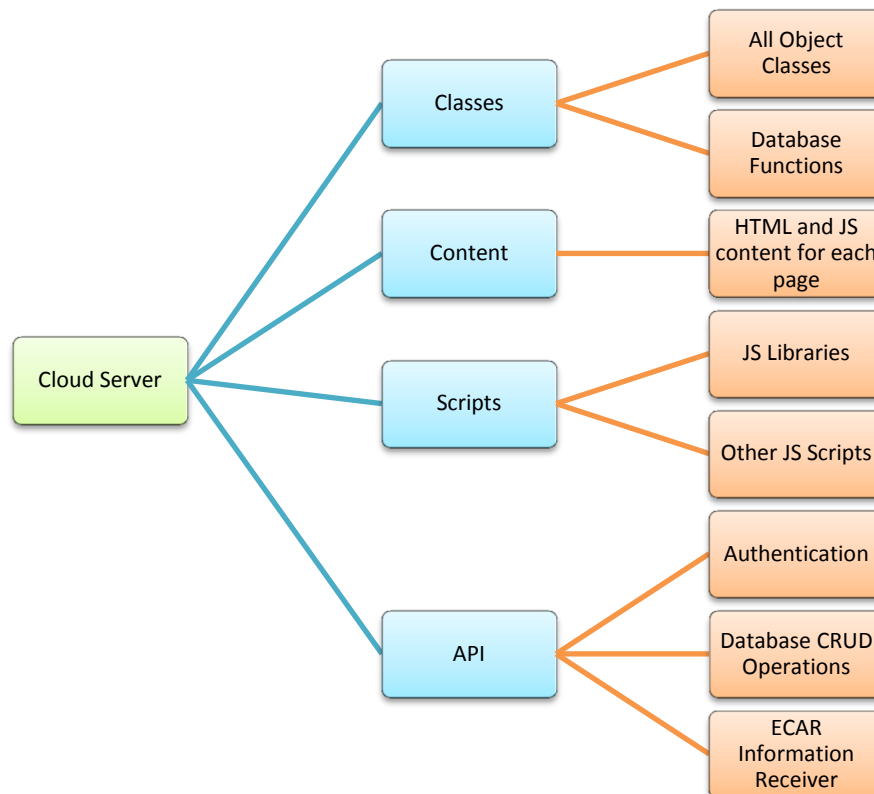 Cloud Server
Classes
All Object
Classes
Database
Functions
Content
HTML and JS
content for each
page
Scripts
JS Libraries
Other JS Scripts
API
Authentication
Database CRUD
Operations
ECAR
Information
Receiver